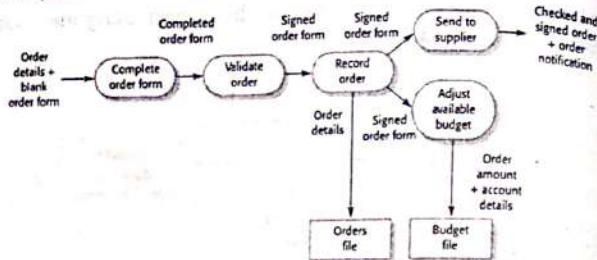 Completed
order form
Signed
order form
Signed
order form
Send to
supplier
Checked and
signed order
+ order
notification
Order
details +
blank
order form
Complete
order form
Validate
order
Record
order
Adjust
available
budget
Order
details
Signed
order form
Order
amount
+ account
details
Orders
file
Budget
file